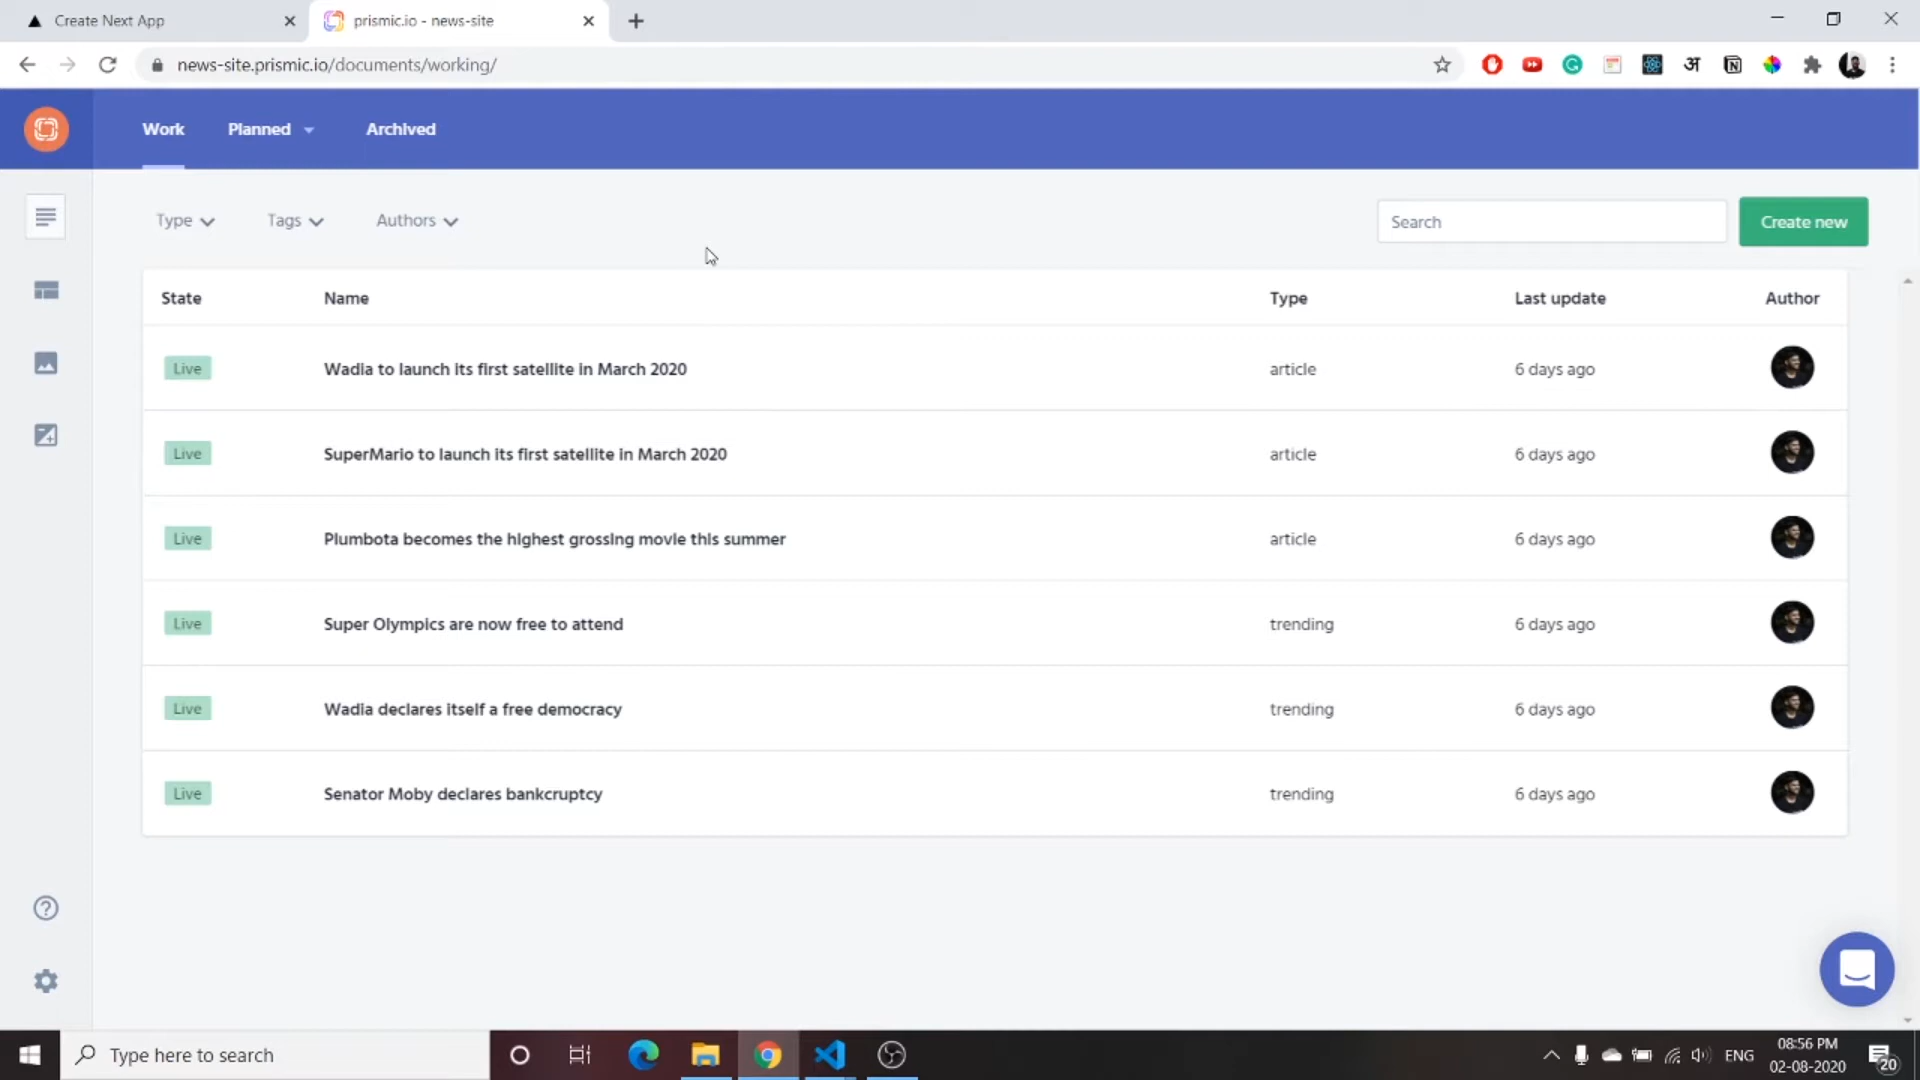 Create Next App
prismic.io - news-site
news-site.prismic.io/documents/working/
अ
Work Planned Archived
Type Tags Authors Search Create new
State Name Type Last update Author
Live Wadia to launch its first satellite in March 2020 article 6 days ago
Live SuperMario to launch its first satellite in March 2020 article 6 days ago
Live Plumbota becomes the highest grossing movie this summer article 6 days ago
Live Super Olympics are now free to attend trending 6 days ago
Live Wadia declares itself a free democracy trending 6 days ago
Live Senator Moby declares bankcruptcy trending 6 days ago
Type here to search
ENG
08:56 PM
02-08-2020
20